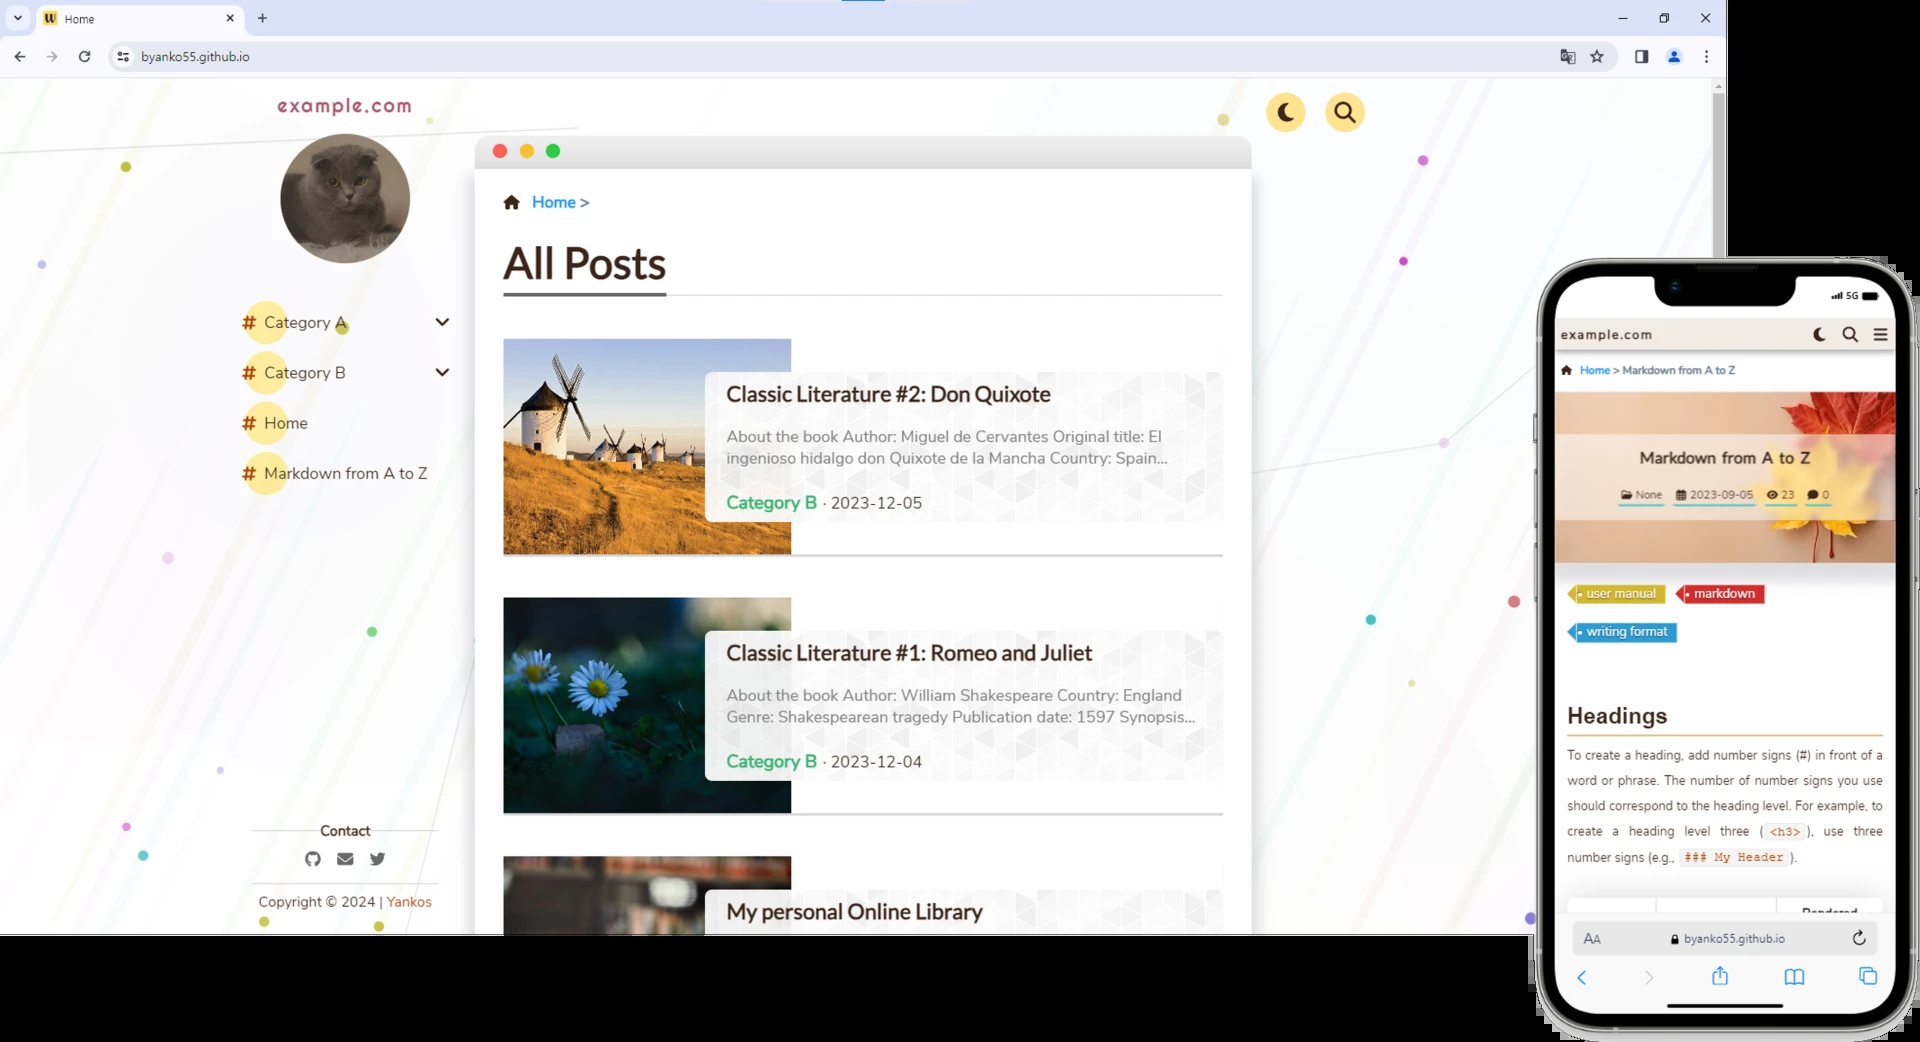 Home
byanko55.github.io
example.com
# Category A
# Category B
# Home
# Markdown from A to Z
Contact
Copyright © 2024 | Yankos
Home >
All Posts
Classic Literature #2: Don Quixote
About the book Author: Miguel de Cervantes Original title: El
ingenioso hidalgo don Quixote de la Mancha Country: Spain...
Category B · 2023-12-05
Classic Literature #1: Romeo and Juliet
About the book Author: William Shakespeare Country: England
Genre: Shakespearean tragedy Publication date: 1597 Synopsis...
Category B · 2023-12-04
My personal Online Library
5G
example.com
Home > Markdown from A to Z
Markdown from A to Z
None 2023-09-05 23 0
user manual
markdown
writing format
Headings
To create a heading, add number signs (#) in front of a
word or phrase. The number of number signs you use
should correspond to the heading level. For example, to
create a heading level three ( <h3> ), use three
number signs (e.g., ### My Header ).
Rendered
AA byanko55.github.io